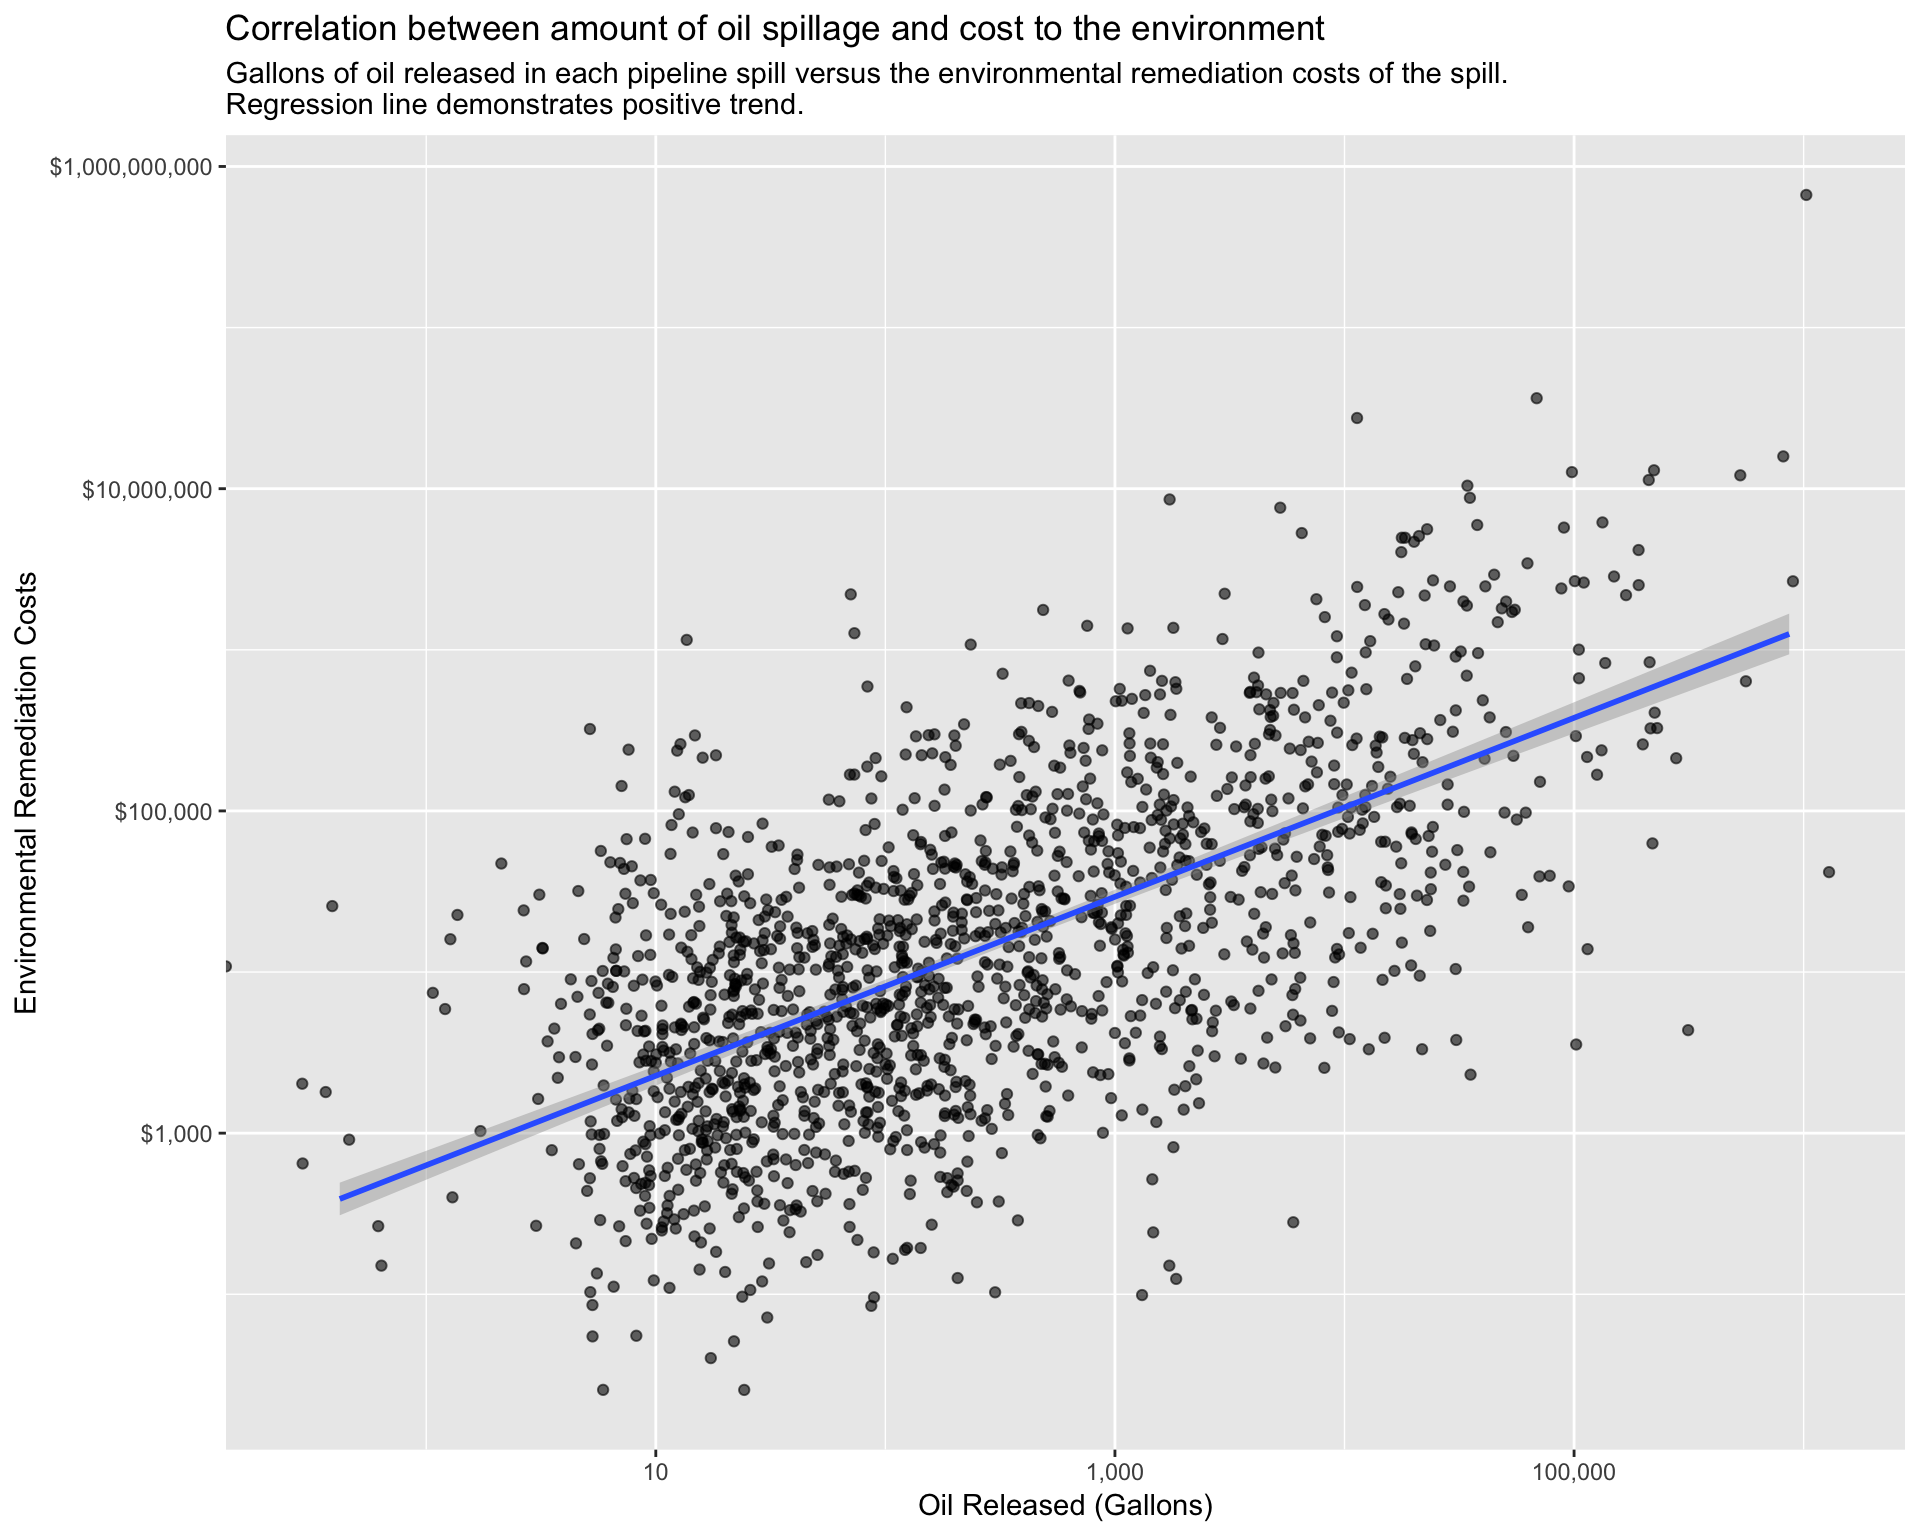 Correlation between amount of oil spillage and cost to the environment
Gallons of oil released in each pipeline spill versus the environmental remediation costs of the spill.
Regression line demonstrates positive trend.
$1,000,000,000
$10,000,000
$100,000
$1,000
Environmental Remediation Costs
10
1,000
100,000
Oil Released (Gallons)